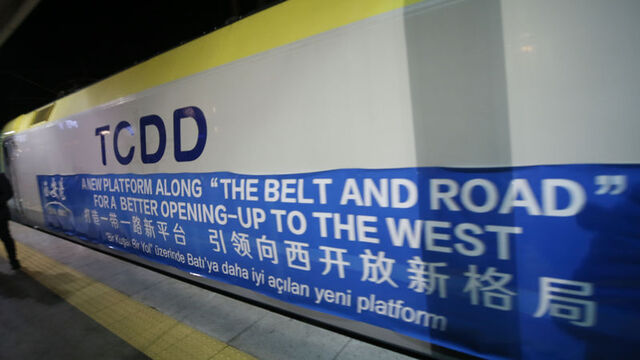 TCDD
A NEW PLATFORM ALONG “THE BELT AND ROAD”
FOR A BETTER OPENING-UP TO THE WEST
打造一带一路新平台 引领向西开放新格局
"Bir Kuşak Bir Yol" üzerinde Batı'ya daha iyi açılan yeni platform